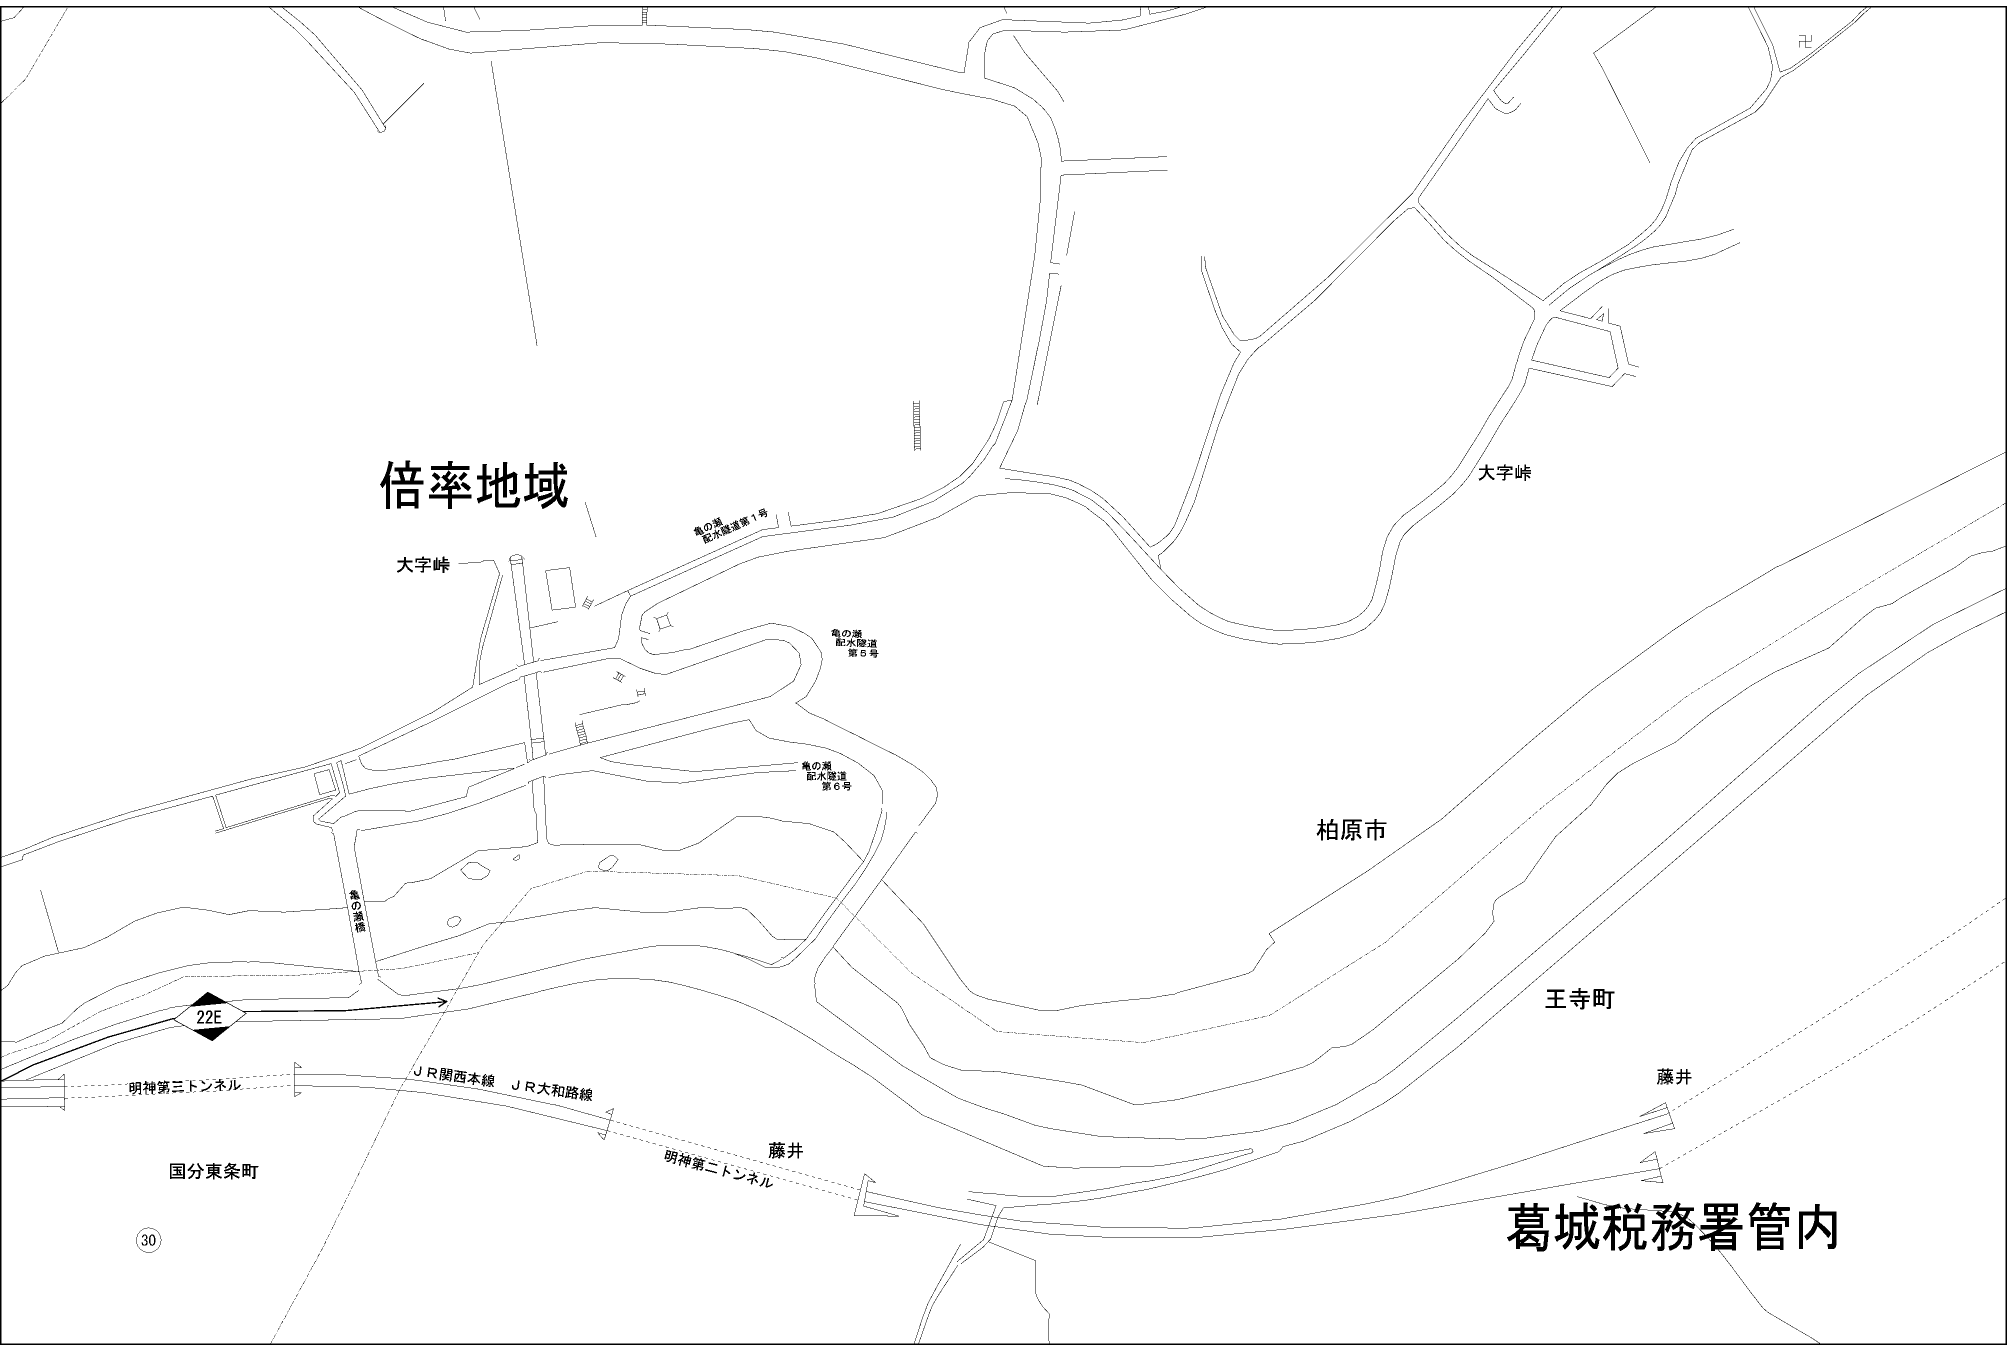 卍
大字峠
倍率地域
亀の瀬
配水隧道第１号
大字峠
亀の瀬
配水隧道
第５号
亀の瀬
配水隧道
第６号
柏原市
亀の瀬橋
王寺町
22E
ＪＲ関西本線　ＪＲ大和路線
明神第三トンネル
藤井
藤井
明神第二トンネル
国分東条町
葛城税務署管内
30